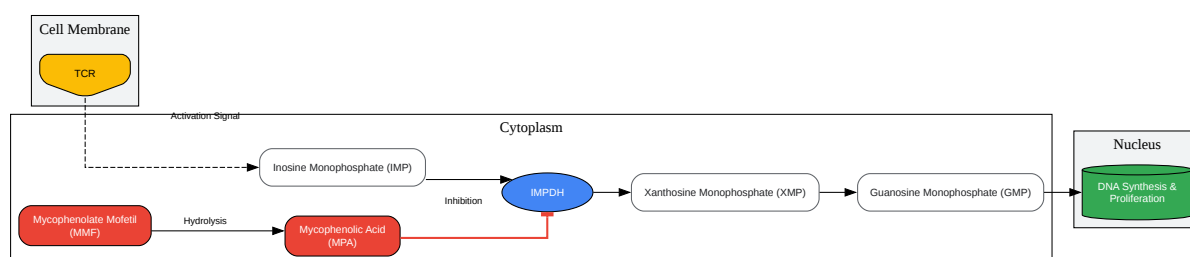 Cell Membrane
TCR
Activation Signal
Cytoplasm
Nucleus
Inosine Monophosphate (IMP)
IMPDH
Xanthosine Monophosphate (XMP)
Guanosine Monophosphate (GMP)
DNA Synthesis &
Proliferation
Inhibition
Mycophenolate Mofetil
(MMF)
Hydrolysis
Mycophenolic Acid
(MPA)